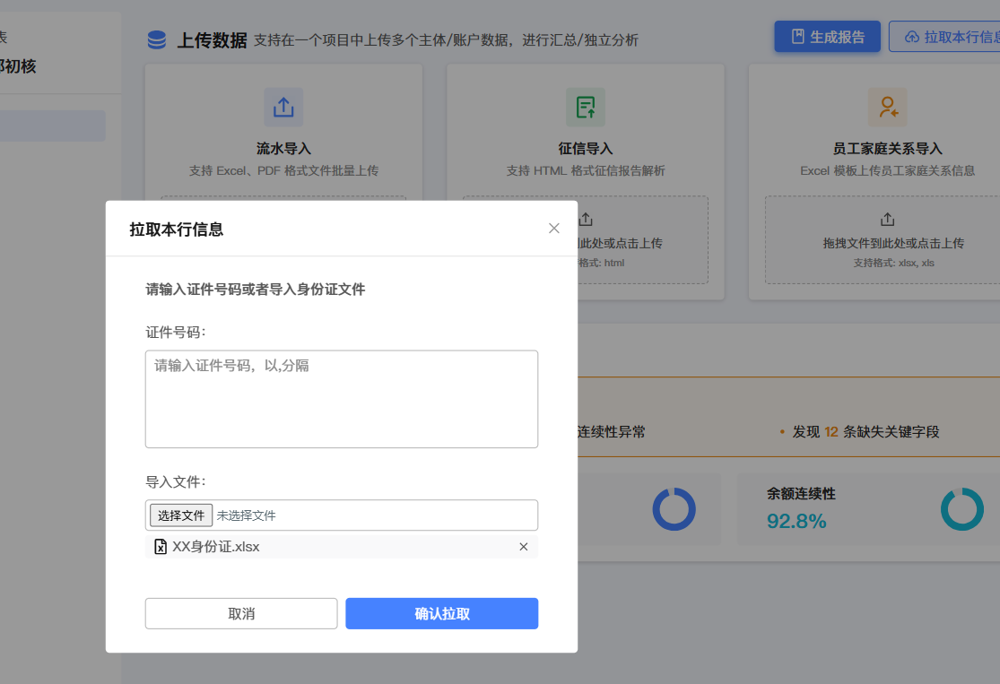 表
部初核
上传数据 支持在一个项目中上传多个主体/账户数据，进行汇总/独立分析
生成报告
拉取本行信息
流水导入
支持 Excel、PDF 格式文件批量上传
征信导入
支持 HTML 格式征信报告解析
员工家庭关系导入
Excel 模板上传员工家庭关系信息
到此处或点击上传
格式: html
拖拽文件到此处或点击上传
支持格式: xlsx, xls
拉取本行信息
请输入证件号码或者导入身份证文件
证件号码：
请输入证件号码，以,分隔
导入文件：
选择文件 未选择文件
XX身份证.xlsx
取消
确认拉取
连续性异常
• 发现 12 条缺失关键字段
余额连续性
92.8%